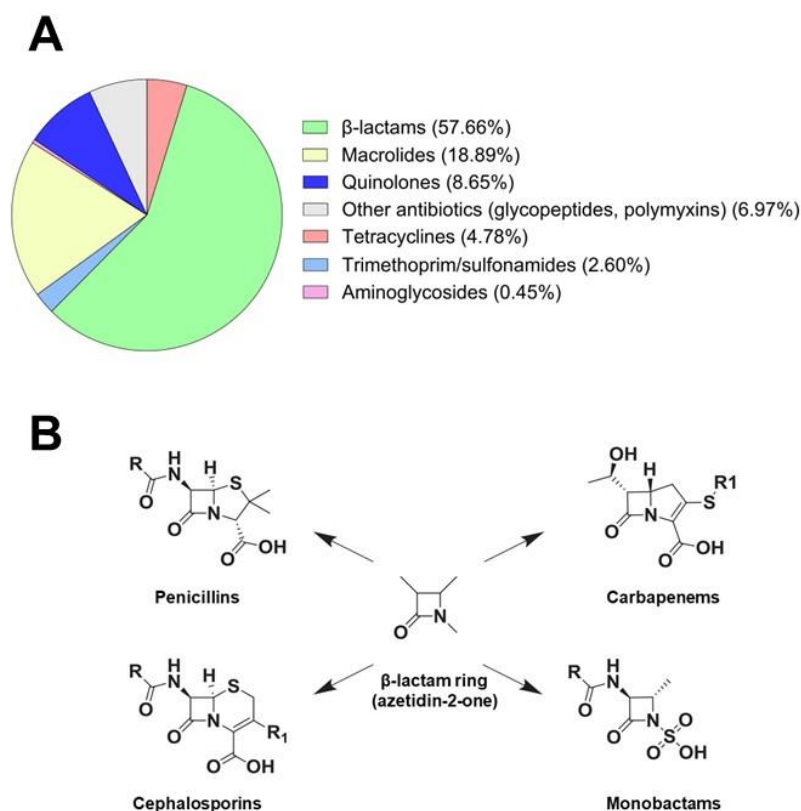 A
β-lactams (57.66%)
Macrolides (18.89%)
Quinolones (8.65%)
Other antibiotics (glycopeptides, polymyxins) (6.97%)
Tetracyclines (4.78%)
Trimethoprim/sulfonamides (2.60%)
Aminoglycosides (0.45%)
B
R
H
N
O
H
S
N
O
O
OH
Penicillins
OH
H
R1
S
N
O
O
OH
Carbapenems
O
N
β-lactam ring
(azetidin-2-one)
R
H
N
O
H
S
N
O
R₁
O
OH
Cephalosporins
R
H
N
O
N
O
O
S
O
OH
Monobactams